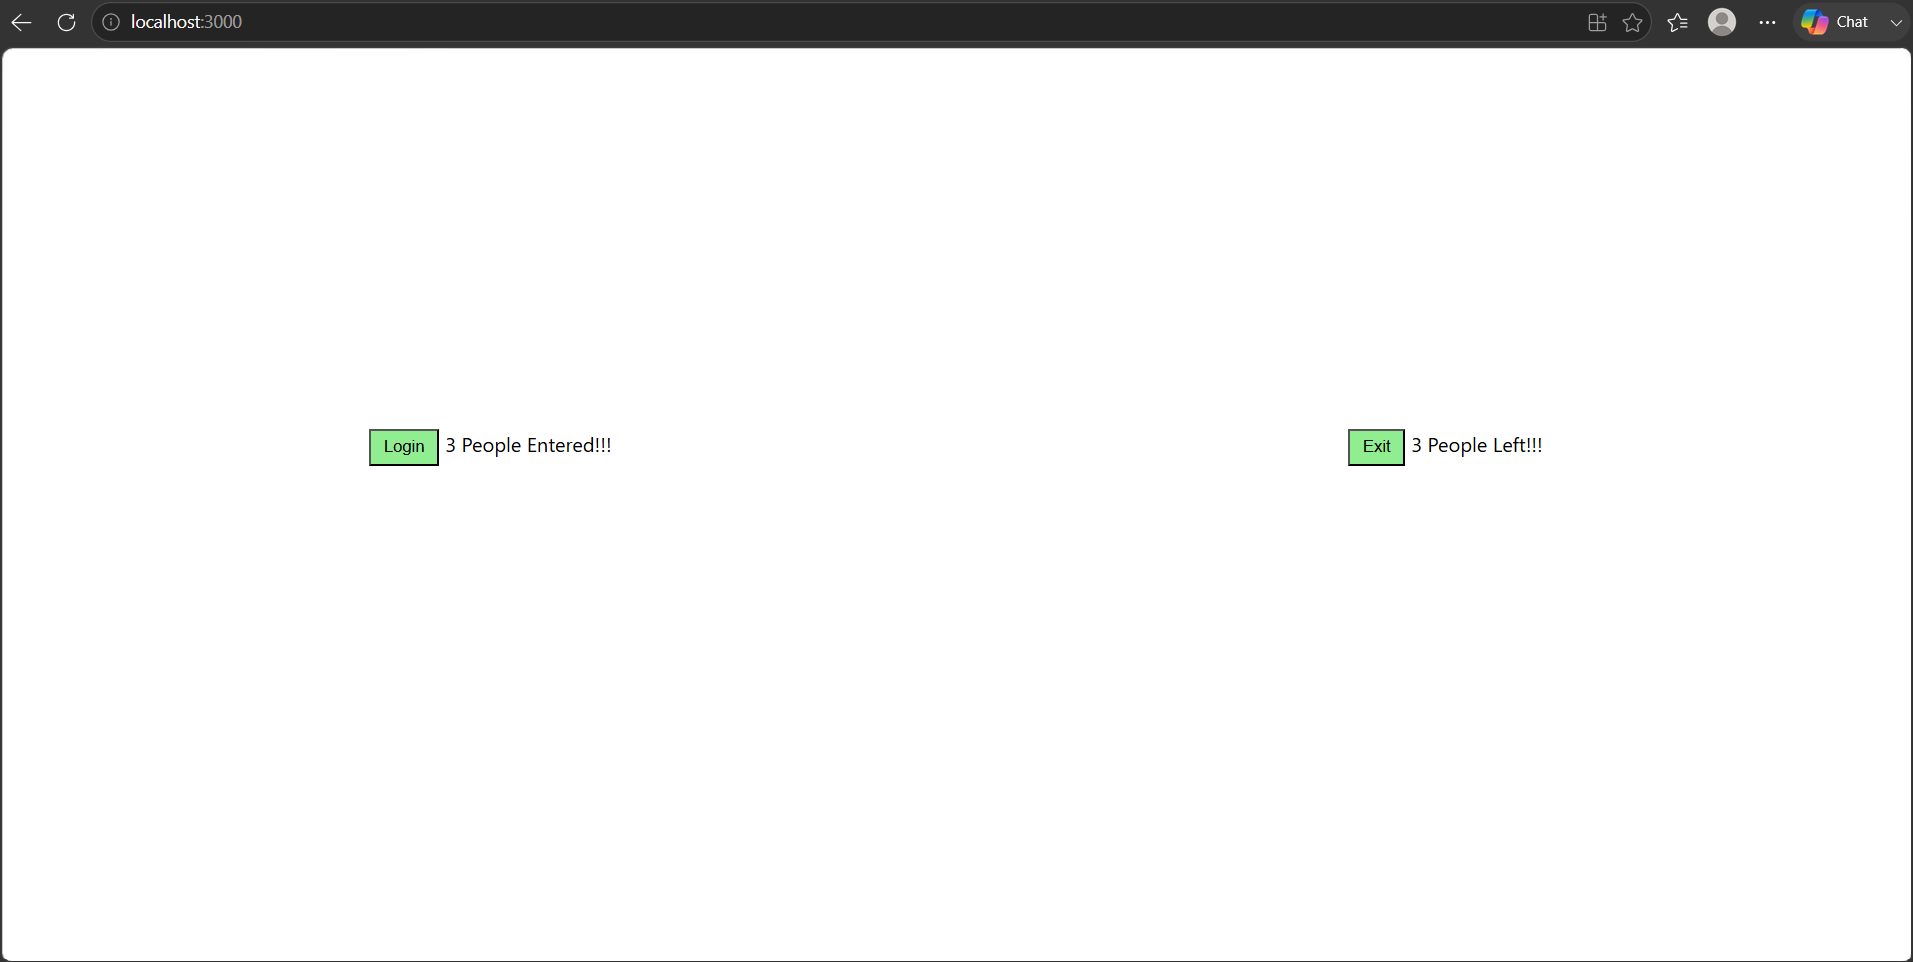 localhost:3000
Chat
Login 3 People Entered!!!
Exit 3 People Left!!!